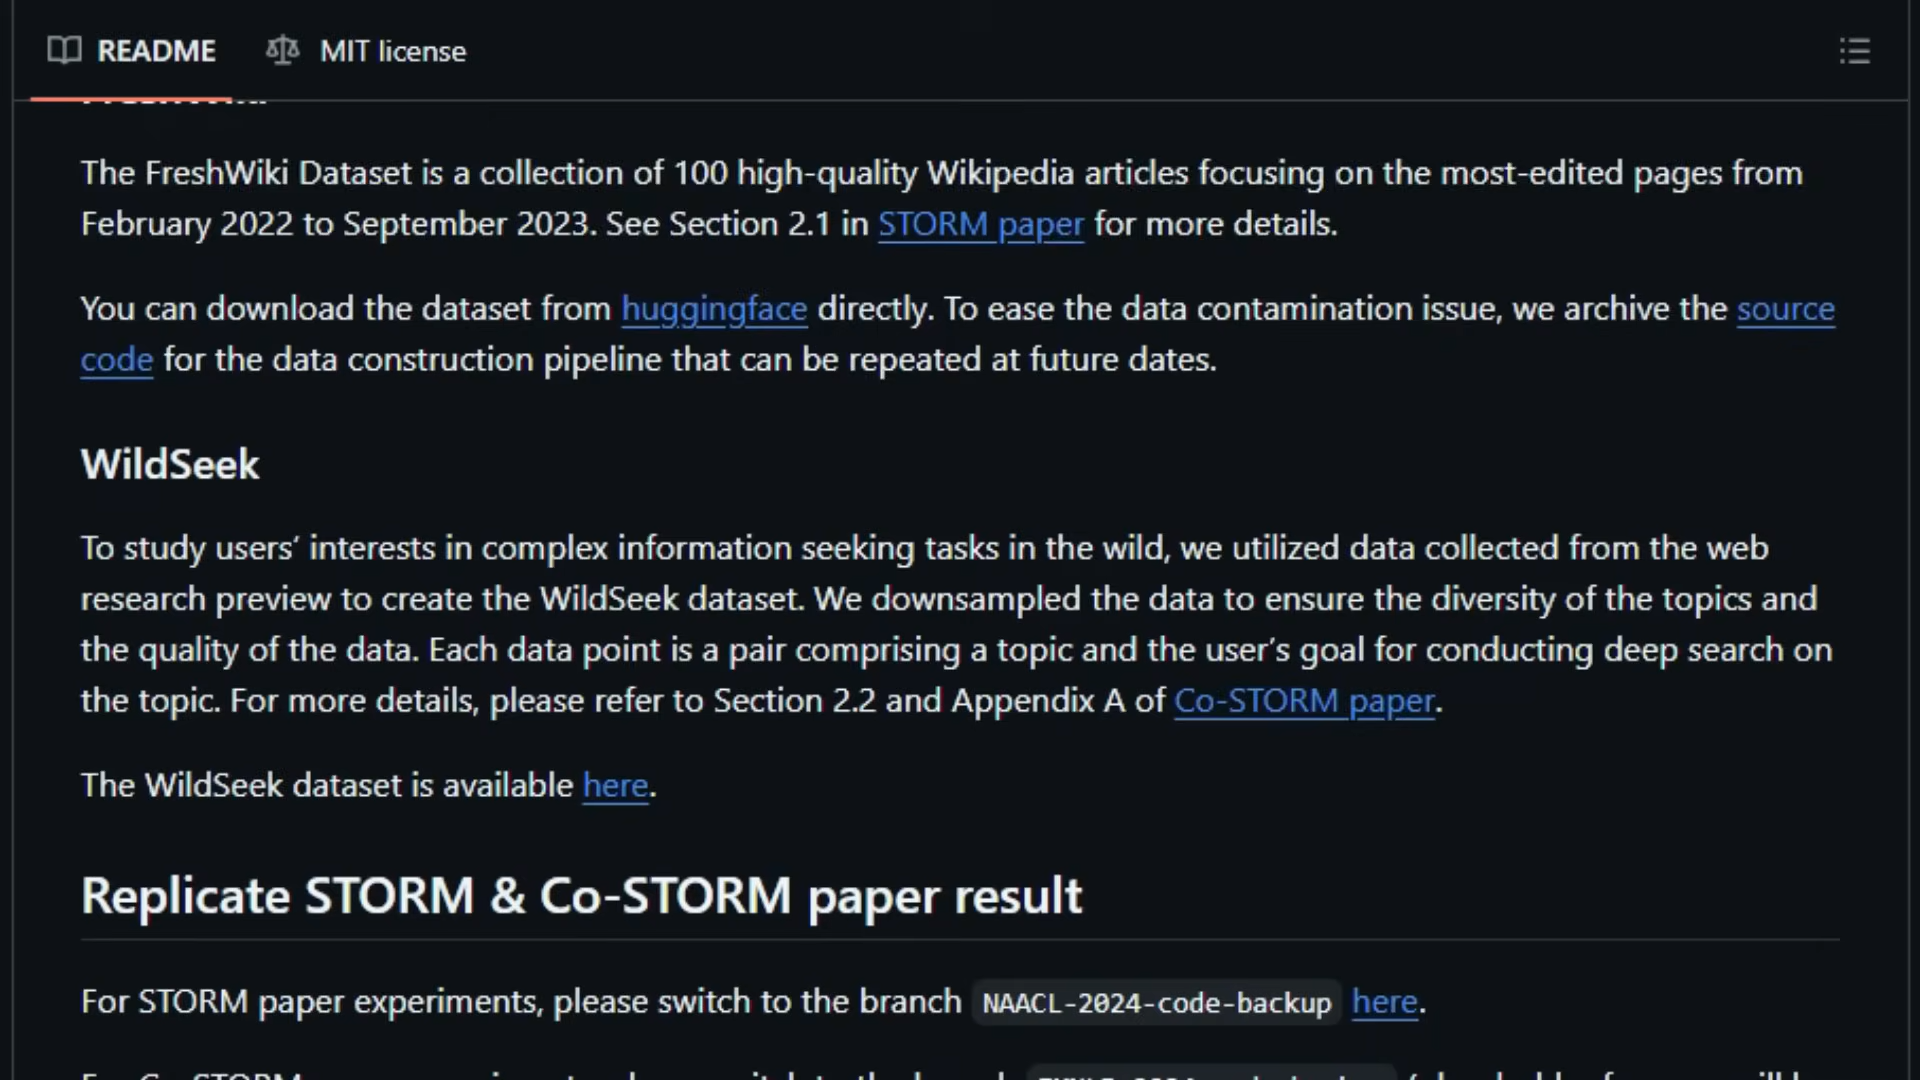 README
MIT license
The FreshWiki Dataset is a collection of 100 high-quality Wikipedia articles focusing on the most-edited pages from
February 2022 to September 2023. See Section 2.1 in STORM paper for more details.
You can download the dataset from huggingface directly. To ease the data contamination issue, we archive the source
code for the data construction pipeline that can be repeated at future dates.
WildSeek
To study users’ interests in complex information seeking tasks in the wild, we utilized data collected from the web
research preview to create the WildSeek dataset. We downsampled the data to ensure the diversity of the topics and
the quality of the data. Each data point is a pair comprising a topic and the user’s goal for conducting deep search on
the topic. For more details, please refer to Section 2.2 and Appendix A of Co-STORM paper.
The WildSeek dataset is available here.
Replicate STORM & Co-STORM paper result
For STORM paper experiments, please switch to the branch NAACL-2024-code-backup here.